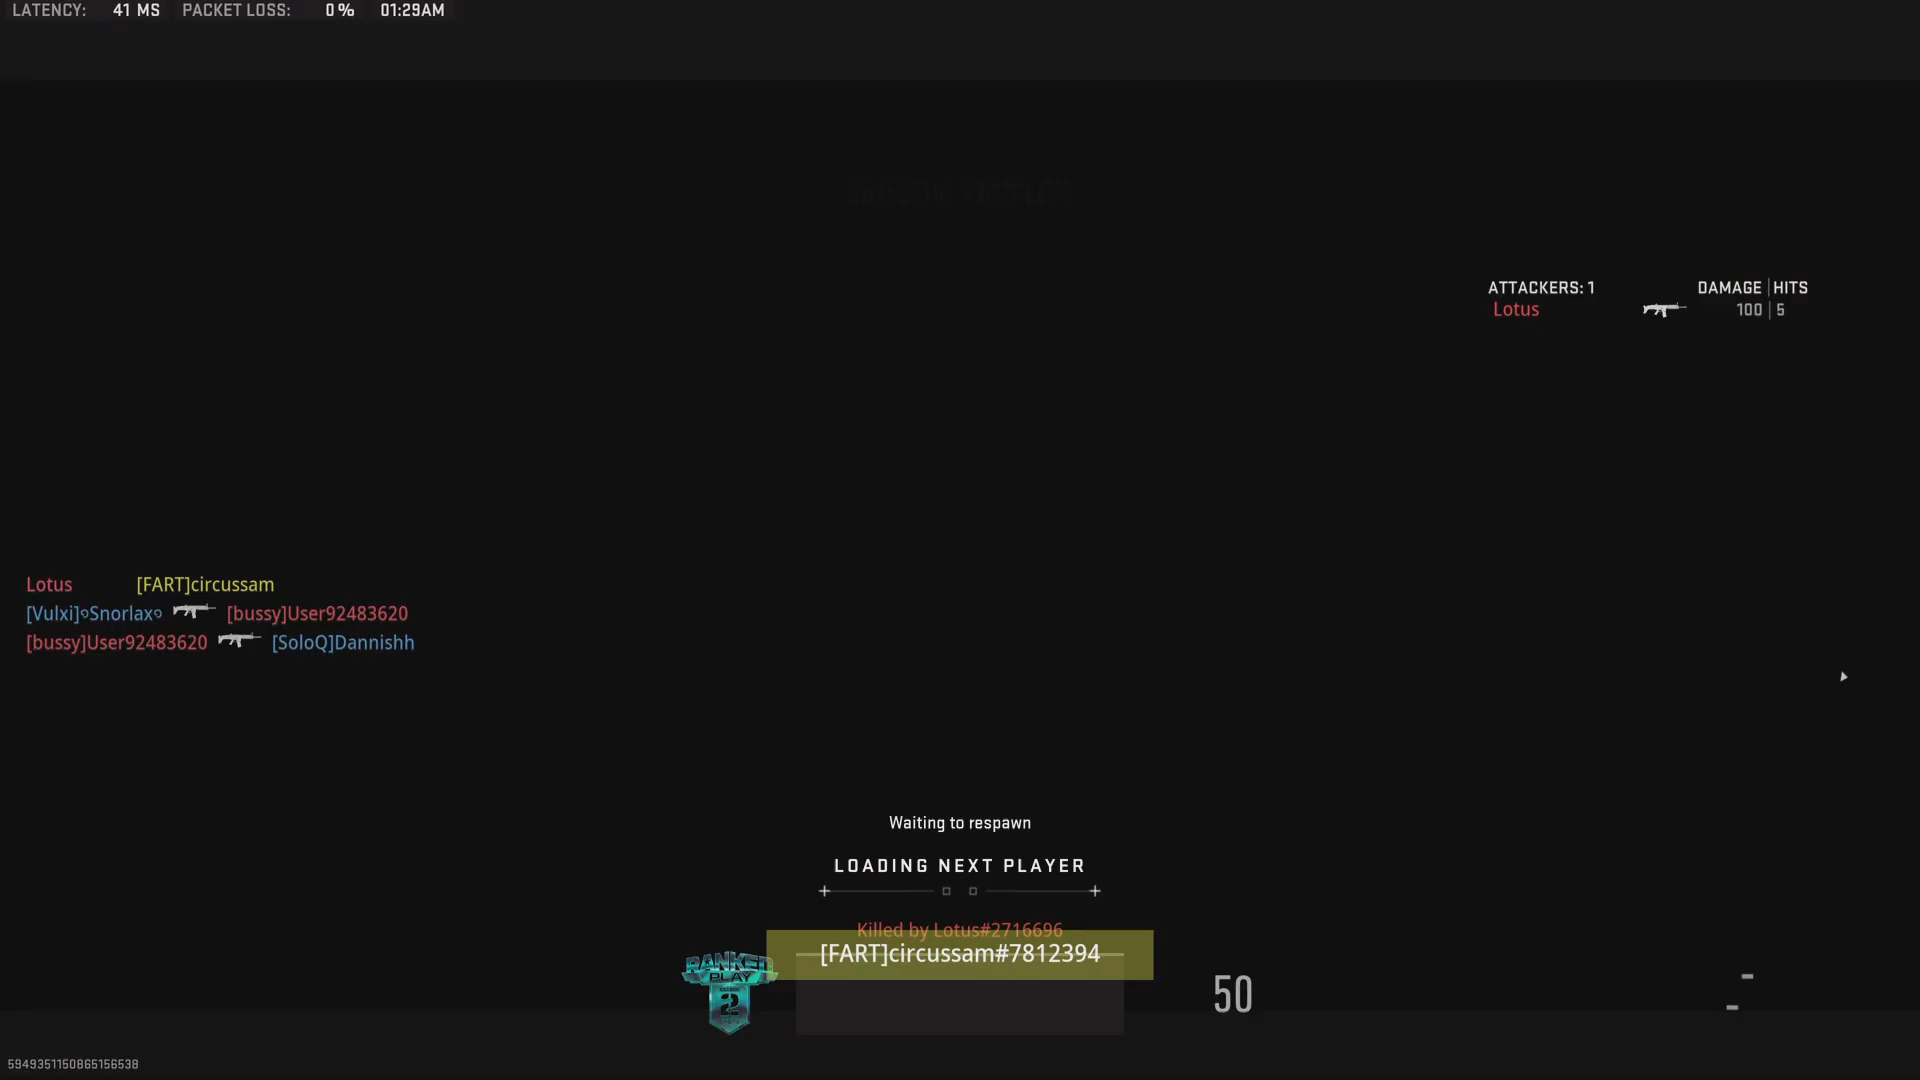 LATENCY: 41 MS PACKET LOSS: 0 % 01:29AM
ATTACKERS: 1 DAMAGE | HITS
Lotus 100 | 5
Lotus [FART]circussam
[Vulxi]ºSnorlaxº [bussy]User92483620
[bussy]User92483620 [SoloQ]Dannishh
Waiting to respawn
LOADING NEXT PLAYER
Killed by Lotus#2716696
[FART]circussam#7812394
RANKED
PLAY
2
50
5949351150865156538